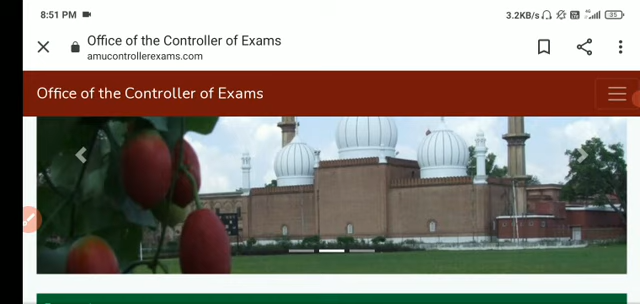 8:51 PM
3.2KB/s 4G 35
Office of the Controller of Exams
amucontrollerexams.com
Office of the Controller of Exams